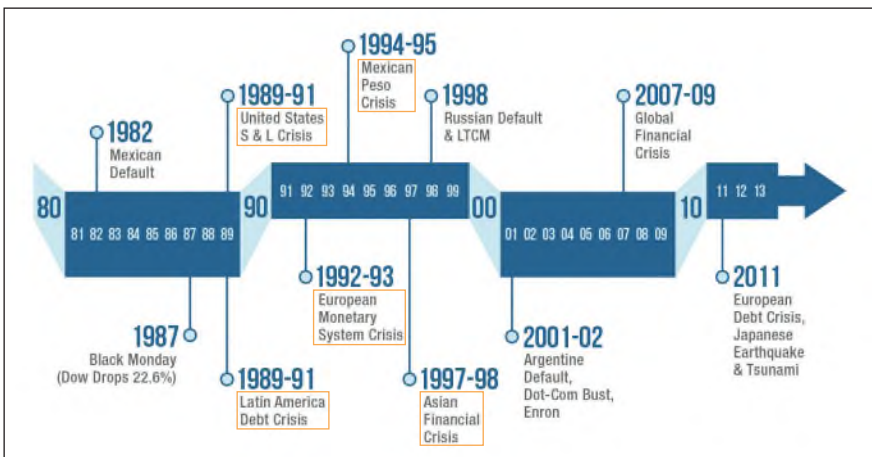 1994-95
Mexican
Peso
Crisis
1989-91
United States
S & L Crisis
1998
Russian Default
& LTCM
2007-09
Global
Financial
Crisis
1982
Mexican
Default
80
81 82 83 84 85 86 87 88 89
90
91 92 93 94 95 96 97 98 99
00
01 02 03 04 05 06 07 08 09
10
11 12 13
1987
Black Monday
(Dow Drops 22.6%)
1989-91
Latin America
Debt Crisis
1992-93
European
Monetary
System Crisis
1997-98
Asian
Financial
Crisis
2001-02
Argentine
Default,
Dot-Com Bust,
Enron
2011
European
Debt Crisis,
Japanese
Earthquake
& Tsunami